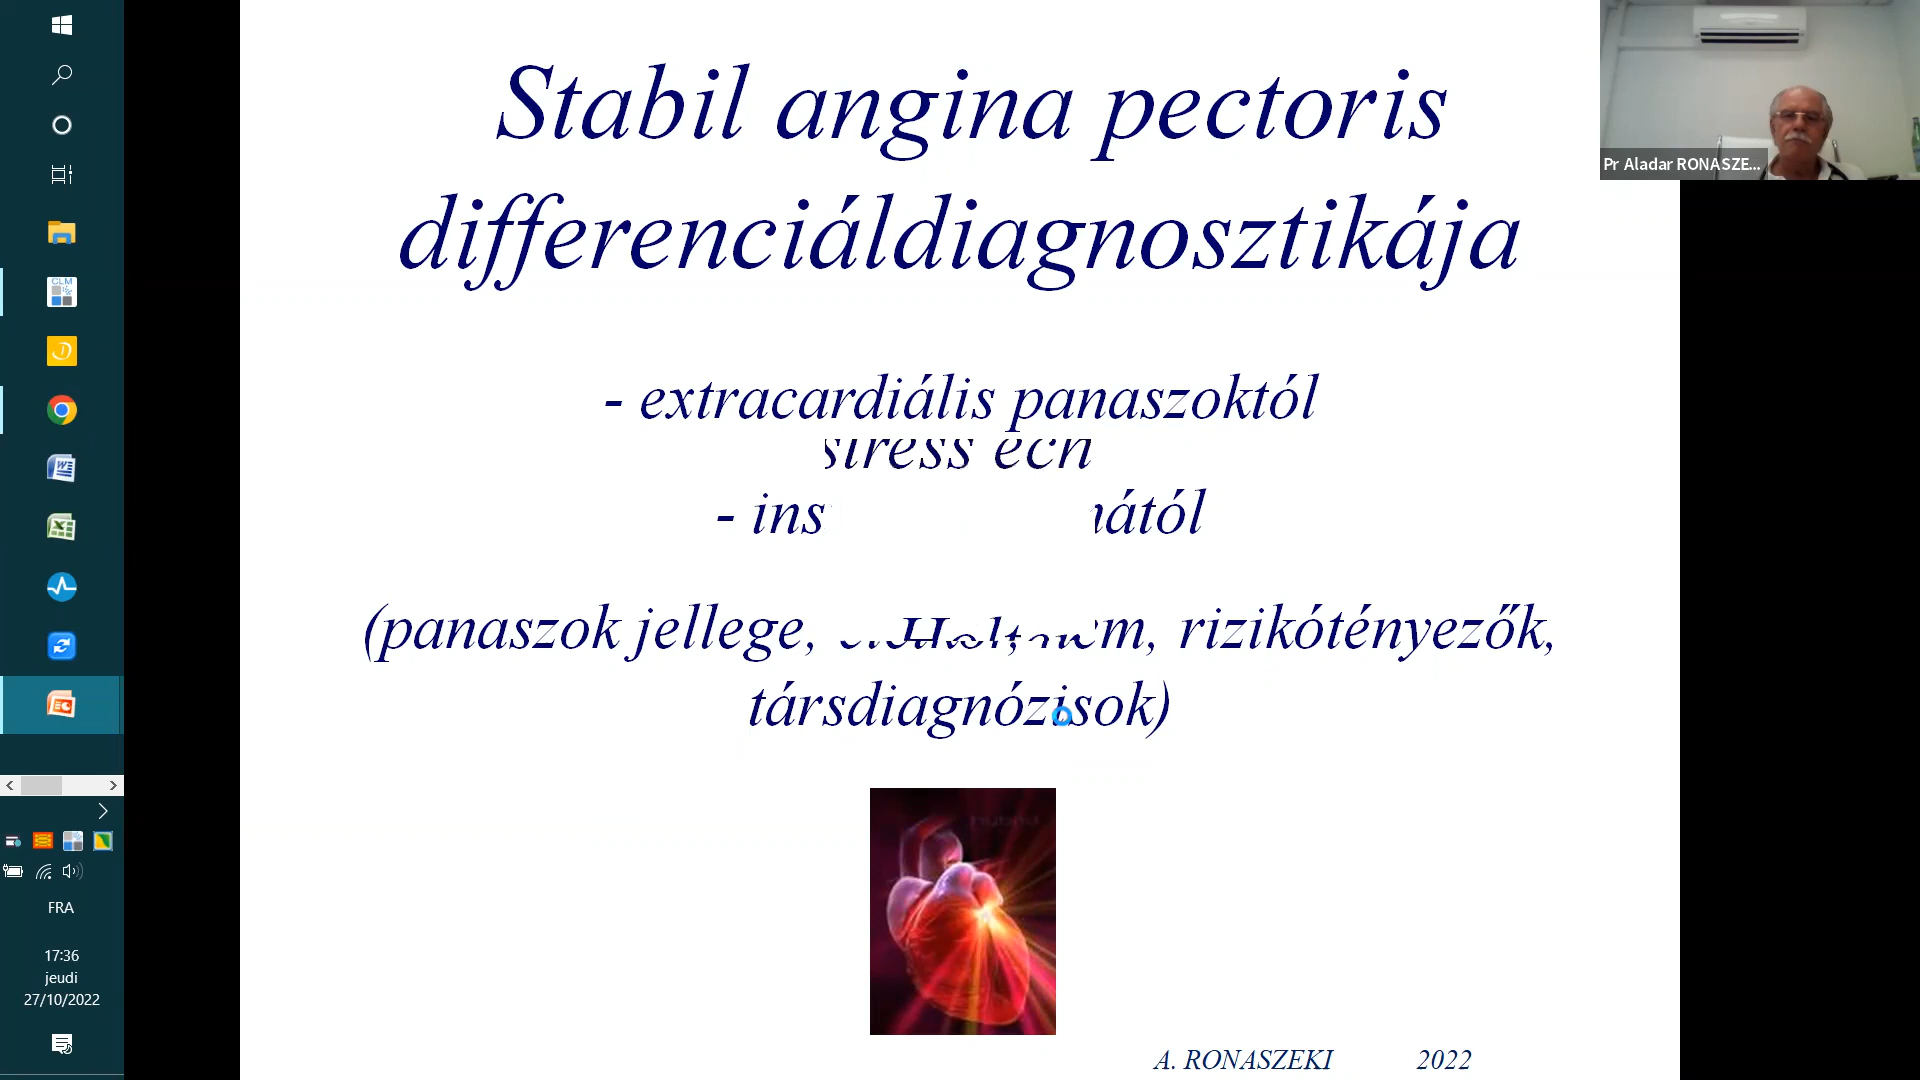 Stabil angina pectoris
differenciáldiagnosztikája
- extracardiális panaszoktól
stress ech
- ins
(panaszok jellege, rizikótényezők,
társdiagnózisok)
A. RONASZEKI 2022
Pr Aladar RONASZE...
CLM
FRA
17:36
jeudi
27/10/2022